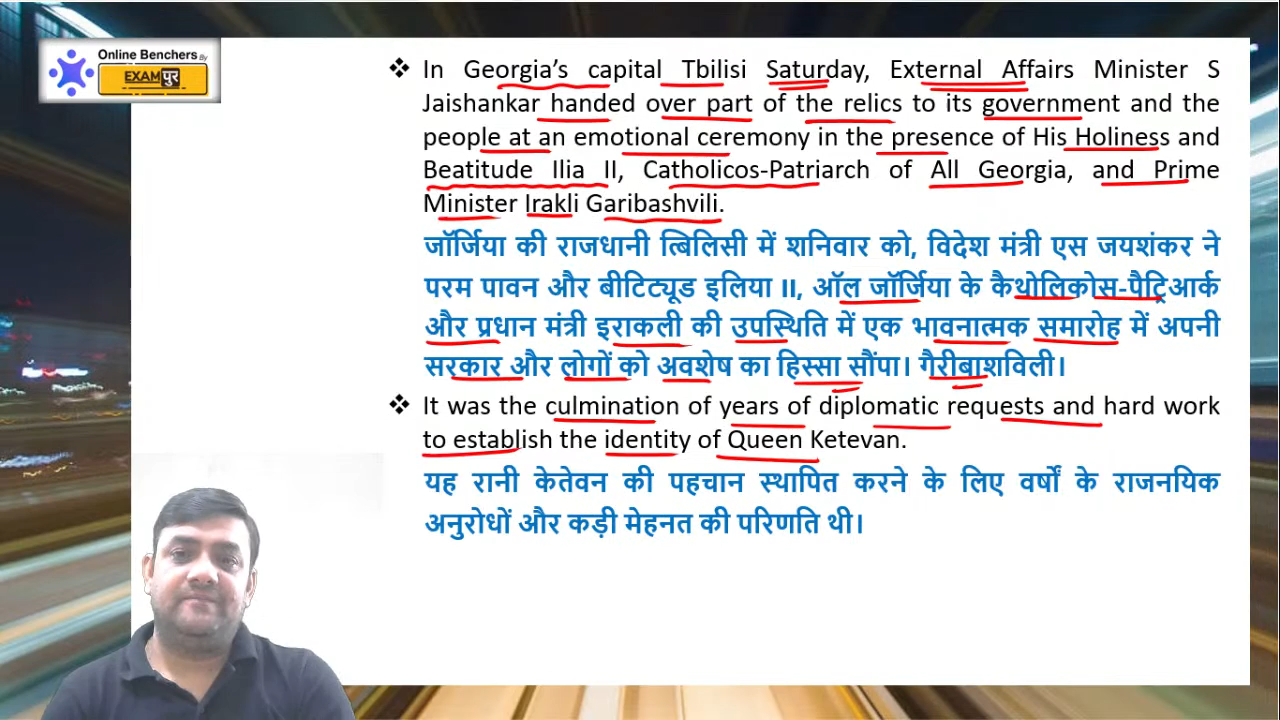 Online Benchers By
EXAMपुर
❖ In Georgia's capital Tbilisi Saturday, External Affairs Minister S
Jaishankar handed over part of the relics to its government and the
people at an emotional ceremony in the presence of His Holiness and
Beatitude Ilia II, Catholicos-Patriarch of All Georgia, and Prime
Minister Irakli Garibashvili.
जॉर्जिया की राजधानी त्बिलिसी में शनिवार को, विदेश मंत्री एस जयशंकर ने
परम पावन और बीटिट्यूड इलिया II, ऑल जॉर्जिया के कैथोलिकोस-पैट्रिआर्क
और प्रधान मंत्री इराकली की उपस्थिति में एक भावनात्मक समारोह में अपनी
सरकार और लोगों को अवशेष का हिस्सा सौंपा। गैरीबाशविली।
❖ It was the culmination of years of diplomatic requests and hard work
to establish the identity of Queen Ketevan.
यह रानी केतेवन की पहचान स्थापित करने के लिए वर्षों के राजनयिक
अनुरोधों और कड़ी मेहनत की परिणति थी।